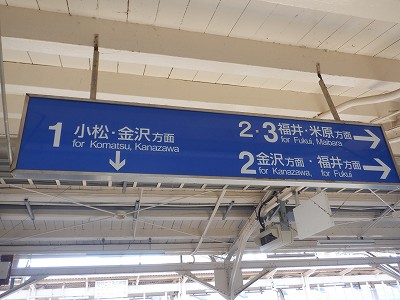 1 小松・金沢方面
for Komatsu, Kanazawa
↓
2・3 福井・米原方面 →
for Fukui, Maibara
2 金沢方面・福井方面 →
for Kanazawa, for Fukui